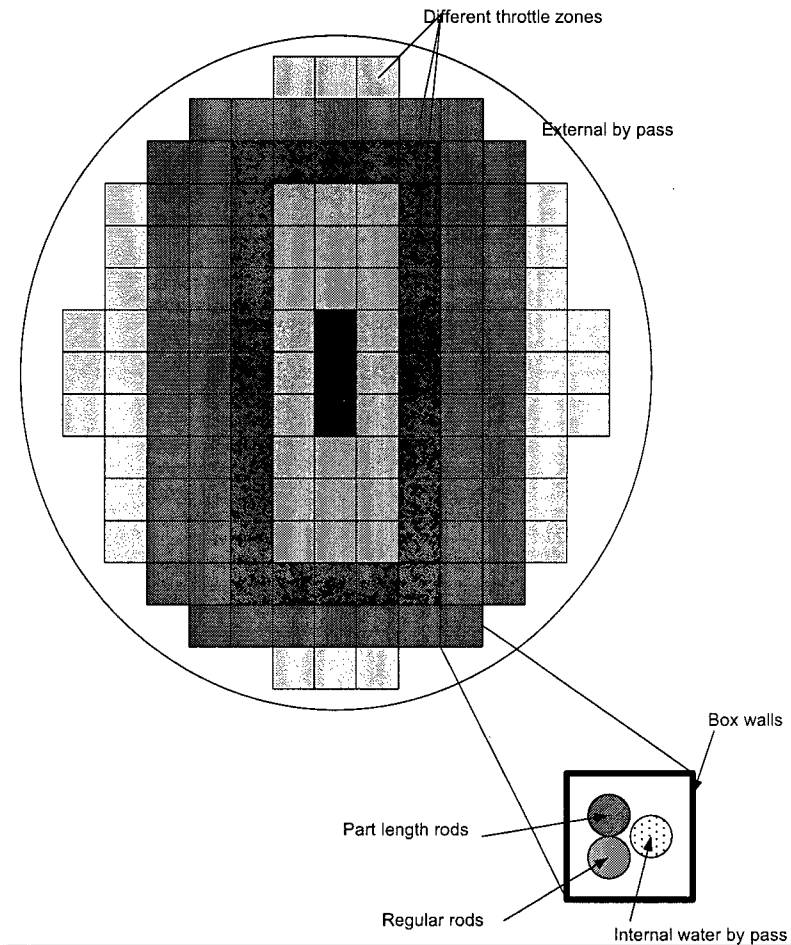 Different throttle zones
External by pass
Box walls
Part length rods
Regular rods
Internal water by pass